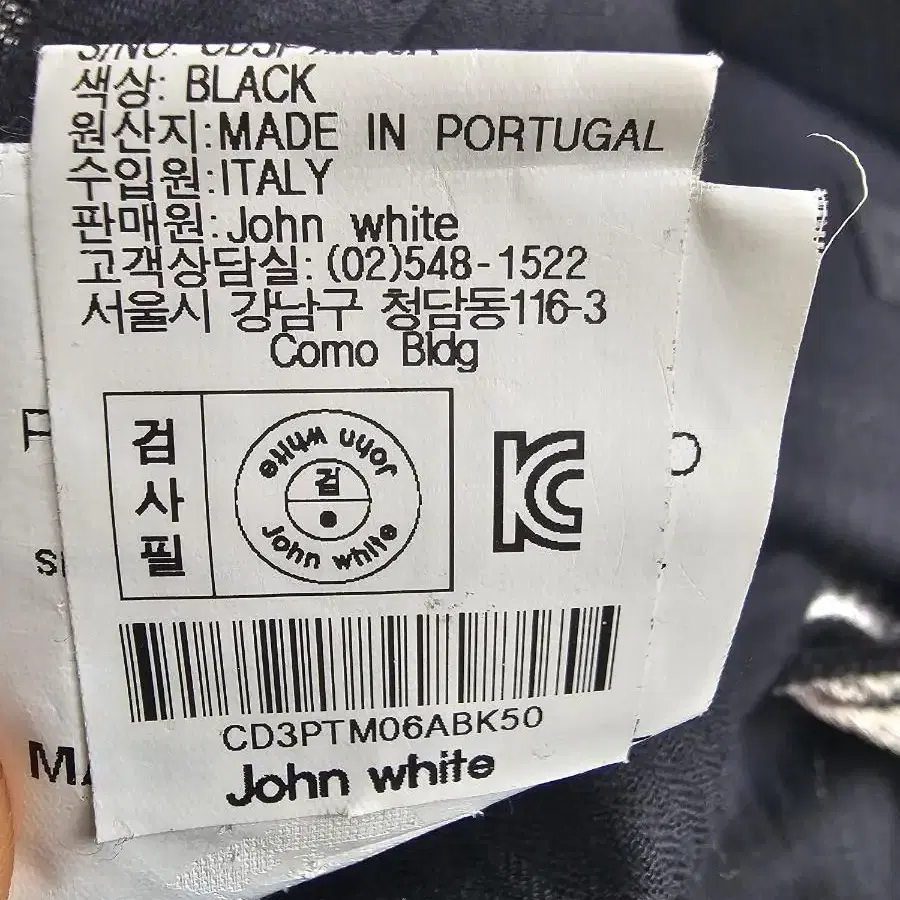 색상: BLACK
원산지:MADE IN PORTUGAL
수입원:ITALY
판매원:John white
고객상담실: (02)548-1522
서울시 강남구 청담동116-3
Como Bldg
검사필
John white
검
John white
KC
CD3PTM06ABK50
John white